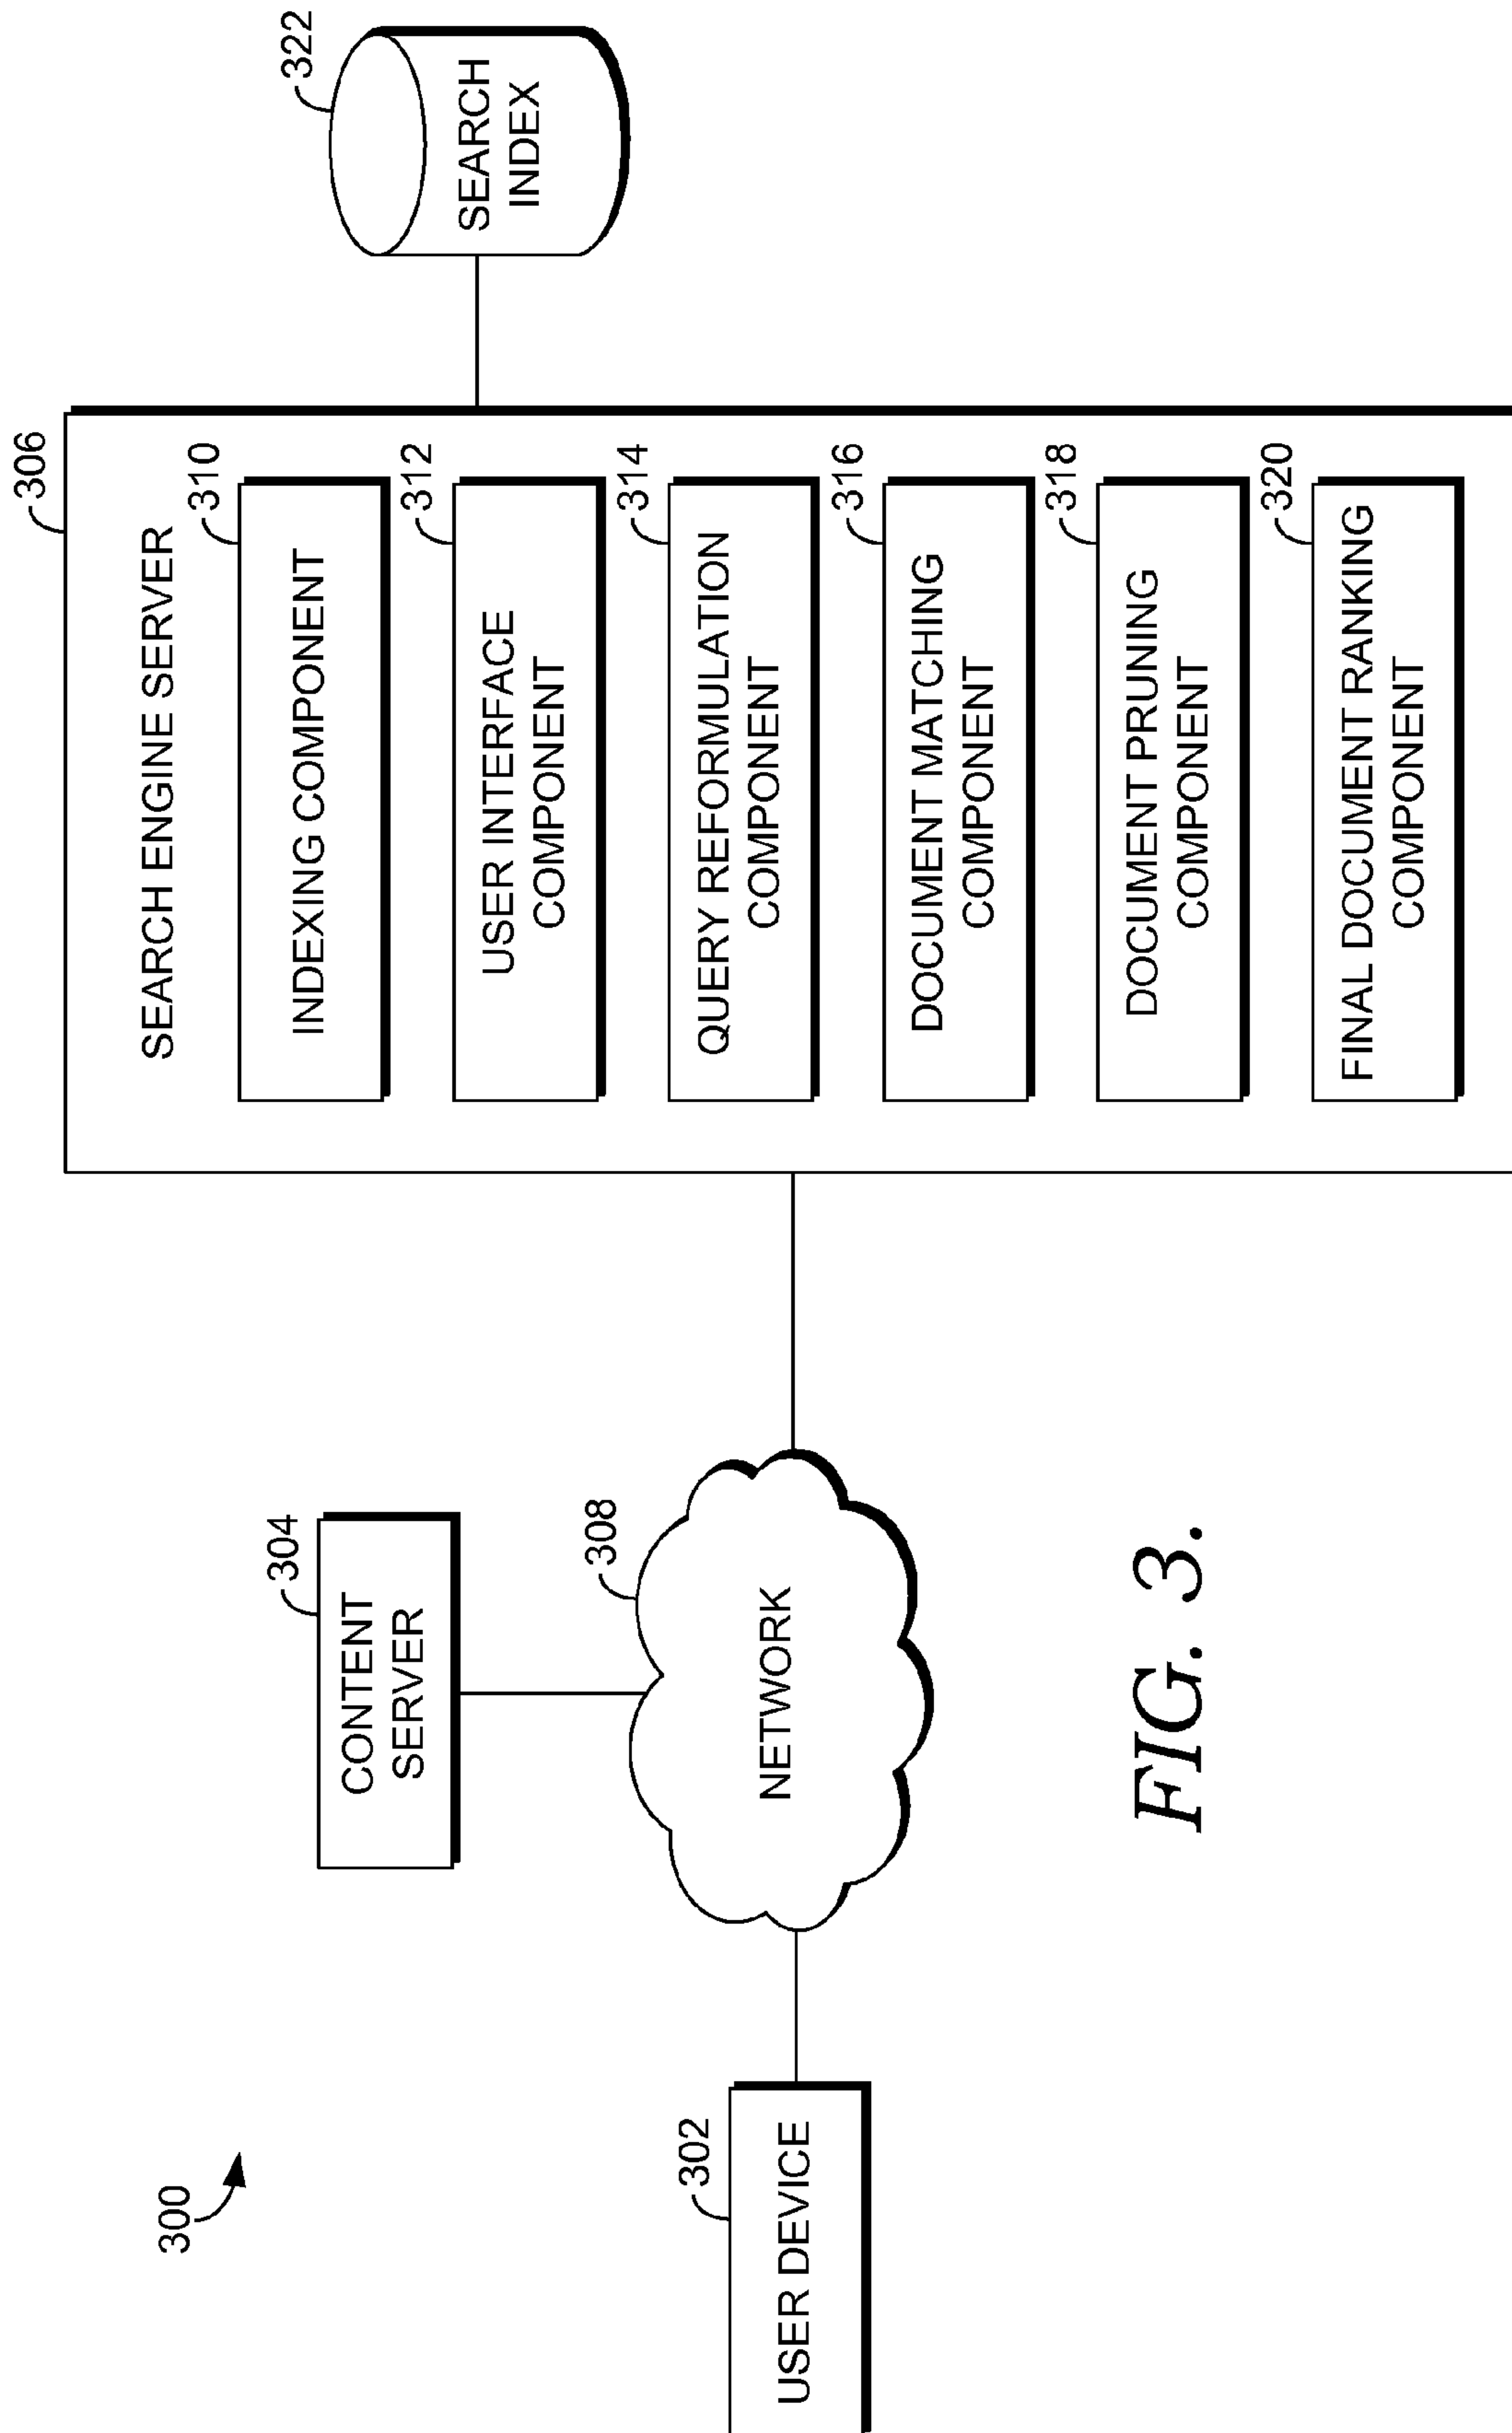 300
302
USER DEVICE
304
CONTENT
SERVER
308
NETWORK
306
SEARCH ENGINE SERVER
310
INDEXING COMPONENT
312
USER INTERFACE
COMPONENT
314
QUERY REFORMULATION
COMPONENT
316
DOCUMENT MATCHING
COMPONENT
318
DOCUMENT PRUNING
COMPONENT
320
FINAL DOCUMENT RANKING
COMPONENT
322
SEARCH
INDEX
FIG. 3.